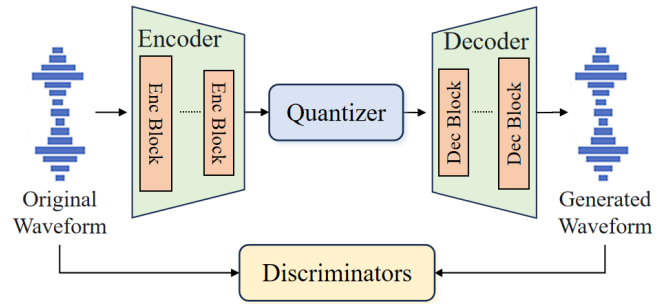 Encoder
Enc Block
Enc Block
Quantizer
Decoder
Dec Block
Dec Block
Original
Waveform
Generated
Waveform
Discriminators